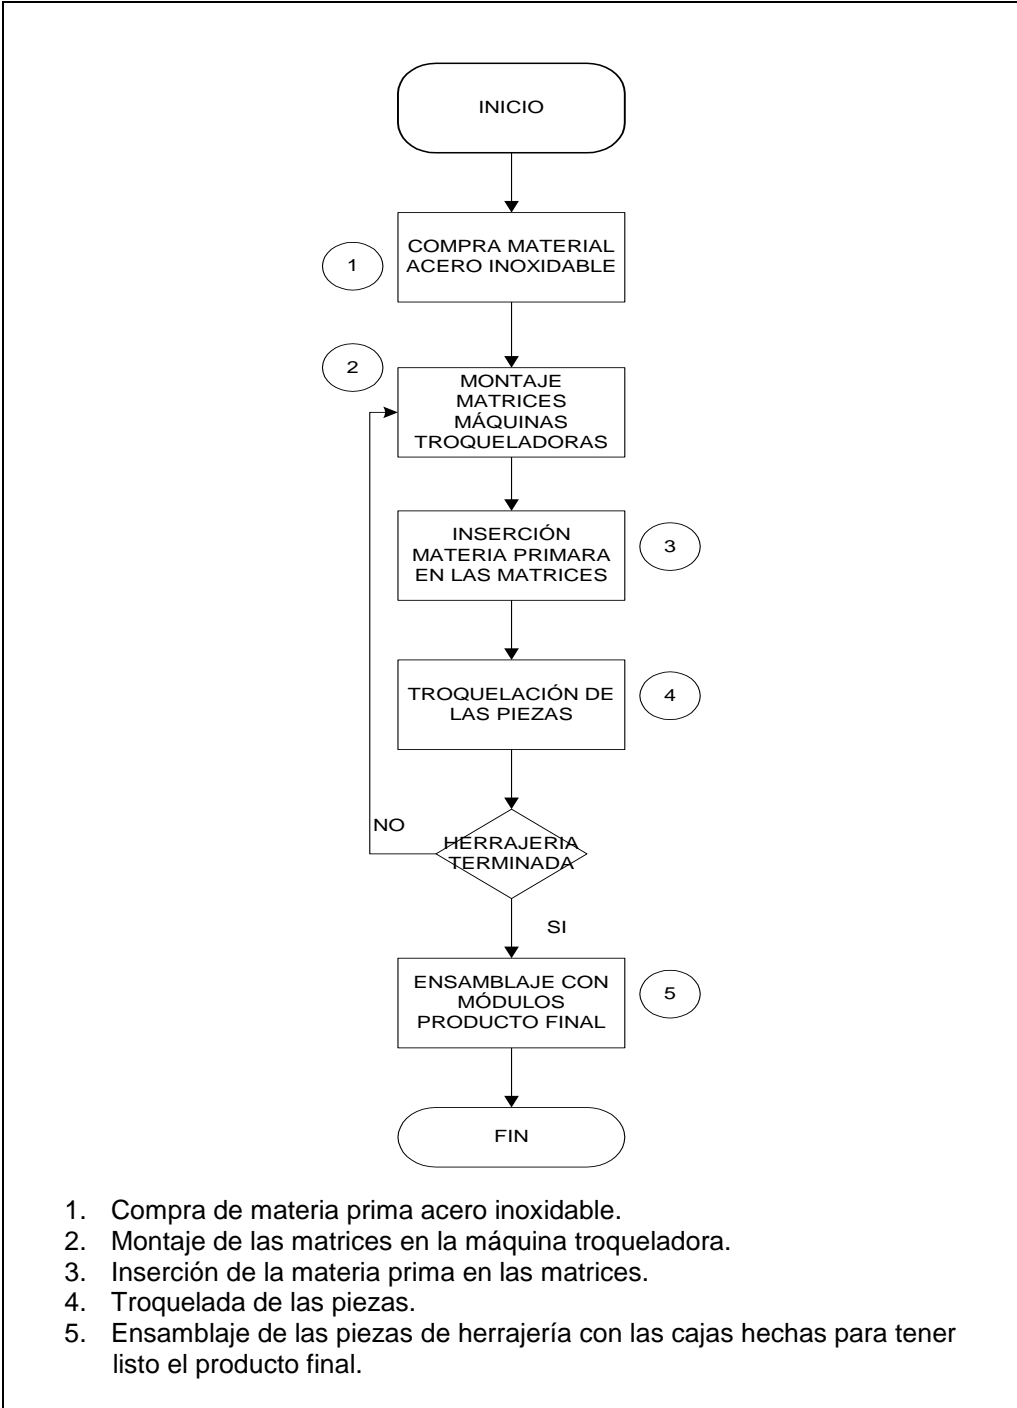 INICIO
1
COMPRA MATERIAL
ACERO INOXIDABLE
2
MONTAJE
MATRICES
MÁQUINAS
TROQUELADORAS
INSERCIÓN
MATERIA PRIMARA
EN LAS MATRICES
3
TROQUELACIÓN DE
LAS PIEZAS
4
NO
HERRAJERIA
TERMINADA
SI
ENSAMBLAJE CON
MÓDULOS
PRODUCTO FINAL
5
FIN
1. Compra de materia prima acero inoxidable.
2. Montaje de las matrices en la máquina troqueladora.
3. Inserción de la materia prima en las matrices.
4. Troquelada de las piezas.
5. Ensamblaje de las piezas de herrajería con las cajas hechas para tener
listo el producto final.